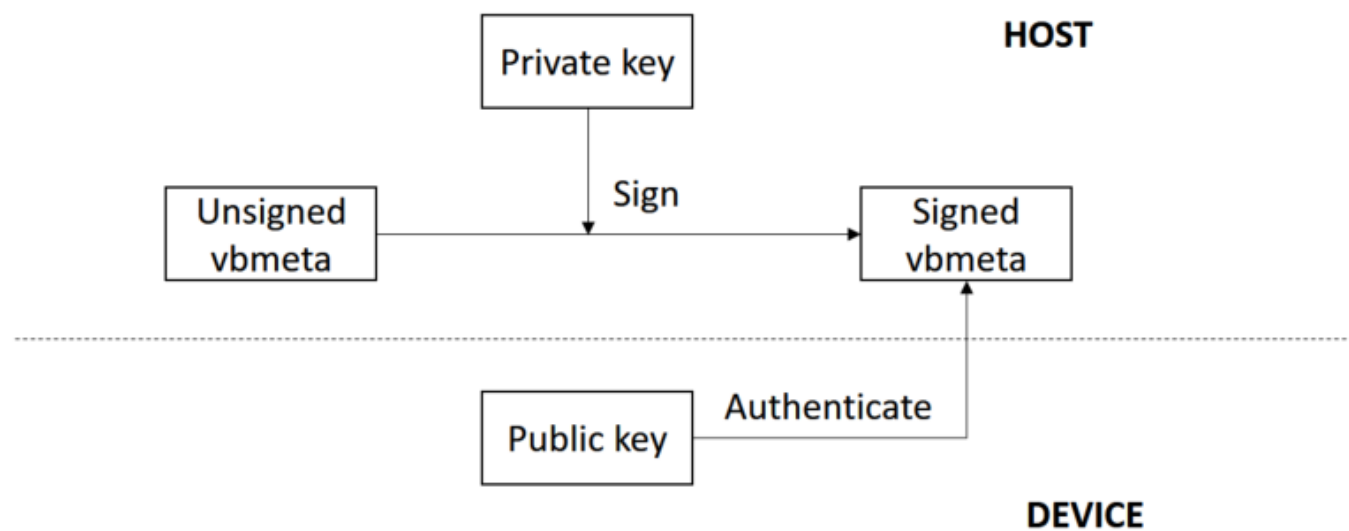 HOST
Private key
Sign
Unsigned
vbmeta
Signed
vbmeta
Authenticate
Public key
DEVICE